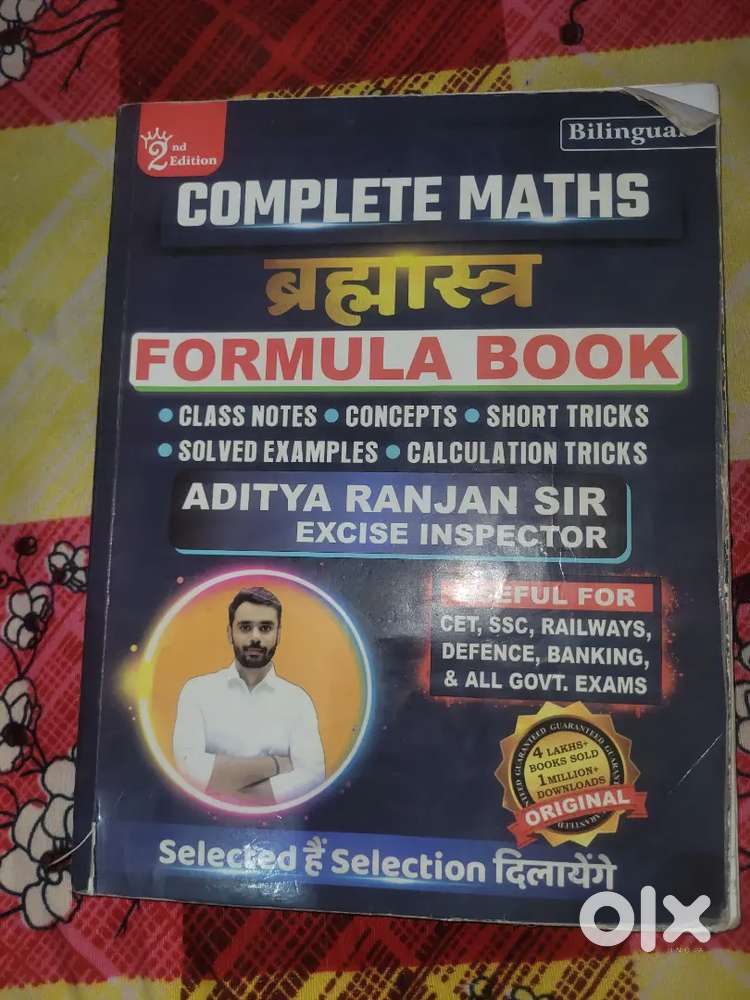 2nd Edition
Bilingual
COMPLETE MATHS
ब्रह्मास्त्र
FORMULA BOOK
• CLASS NOTES • CONCEPTS • SHORT TRICKS
• SOLVED EXAMPLES • CALCULATION TRICKS
ADITYA RANJAN SIR
EXCISE INSPECTOR
USEFUL FOR
CET, SSC, RAILWAYS,
DEFENCE, BANKING,
& ALL GOVT. EXAMS
GUARANTEED GUARANTEED
4 LAKHS+
BOOKS SOLD
1 MILLION+
DOWNLOADS
ORIGINAL
Selected हैं Selection दिलायेंगे
olx